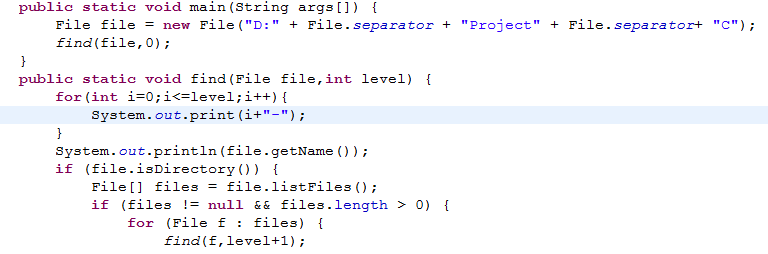 public static void main(String args[]) {
    File file = new File("D:" + File.separator + "Project" + File.separator+ "C");
    find(file,0);
}
public static void find(File file,int level) {
    for(int i=0;i<=level;i++){
        System.out.print(i+"-");
    }
    System.out.println(file.getName());
    if (file.isDirectory()) {
        File[] files = file.listFiles();
        if (files != null && files.length > 0) {
            for (File f : files) {
                find(f,level+1);